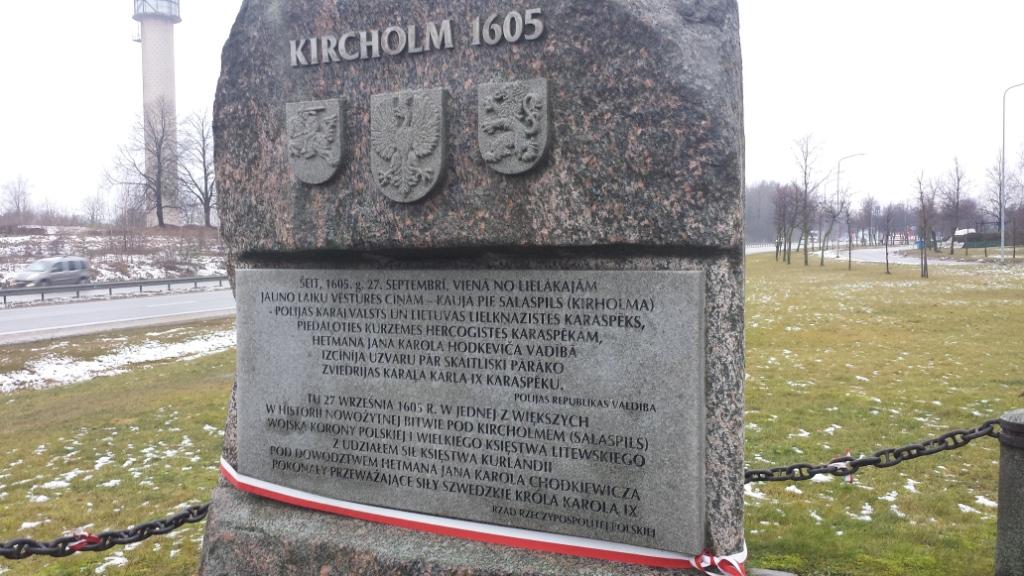 KIRCHOLM 1605
ŠEIT, 1605. g. 27. SEPTEMBRĪ, VIENĀ NO LIELĀKAJĀM
JAUNO LAIKU VĒSTURES CĪŅĀM – KAUJĀ PIE SALASPILS (KIRHOLMA)
- POLIJAS KARAĻVALSTS UN LIETUVAS LIELKŅAZISTES KARASPĒKS,
PIEDALOTIES KURZEMES HERCOGISTES KARASPĒKAM,
HETMAŅA JANA KAROLA HODKEVIČA VADĪBĀ
IZCĪNĪJA UZVARU PĀR SKAITLISKI PĀRĀKO
ZVIEDRIJAS KARAĻA KĀRĻA IX KARASPĒKU.
POLIJAS REPUBLIKAS VALDĪBA
TU 27 WRZEŚNIA 1605 R. W JEDNEJ Z WIĘKSZYCH
W HISTORII NOWOŻYTNEJ BITWIE POD KIRCHOLMEM (SALASPILS)
WOJSKA KORONY POLSKIEJ I WIELKIEGO KSIĘSTWA LITEWSKIEGO
Z UDZIAŁEM SIŁ KSIĘSTWA KURLANDII
POD DOWÓDZTWEM HETMANA JANA KAROLA CHODKIEWICZA
POKONAŁY PRZEWAŻAJĄCE SIŁY SZWEDZKIE KRÓLA KAROLA IX
RZĄD RZECZYPOSPOLITEJ POLSKIEJ